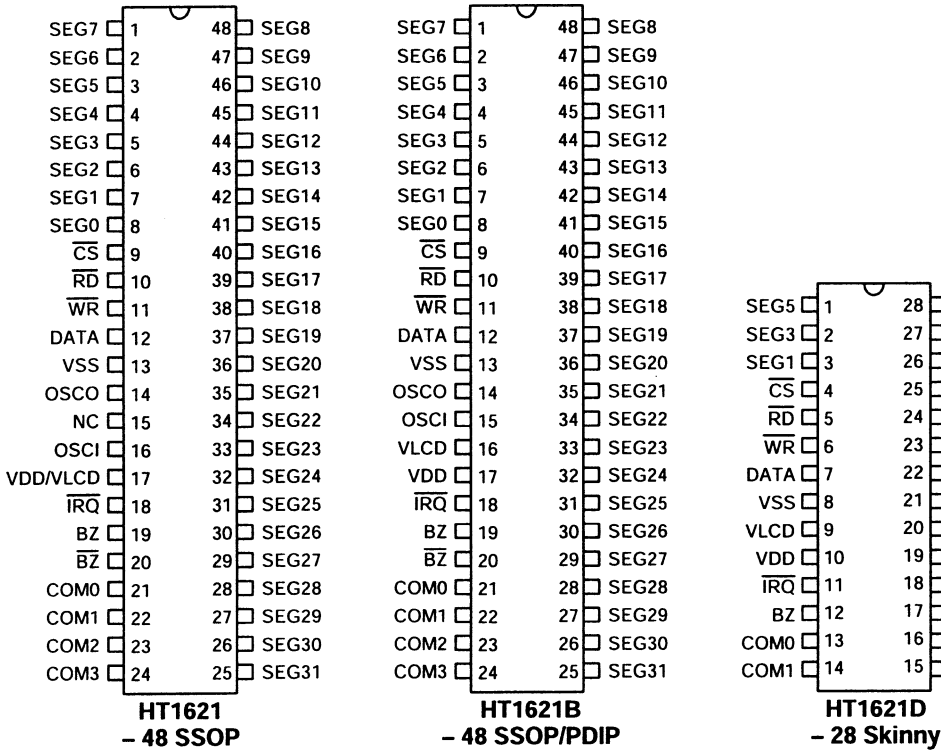 SEG7 1 48 SEG8
SEG6 2 47 SEG9
SEG5 3 46 SEG10
SEG4 4 45 SEG11
SEG3 5 44 SEG12
SEG2 6 43 SEG13
SEG1 7 42 SEG14
SEG0 8 41 SEG15
CS 9 40 SEG16
RD 10 39 SEG17
WR 11 38 SEG18
DATA 12 37 SEG19
VSS 13 36 SEG20
OSCO 14 35 SEG21
NC 15 34 SEG22
OSCI 16 33 SEG23
VDD/VLCD 17 32 SEG24
IRQ 18 31 SEG25
BZ 19 30 SEG26
BZ 20 29 SEG27
COM0 21 28 SEG28
COM1 22 27 SEG29
COM2 23 26 SEG30
COM3 24 25 SEG31
HT1621
– 48 SSOP
SEG7 1 48 SEG8
SEG6 2 47 SEG9
SEG5 3 46 SEG10
SEG4 4 45 SEG11
SEG3 5 44 SEG12
SEG2 6 43 SEG13
SEG1 7 42 SEG14
SEG0 8 41 SEG15
CS 9 40 SEG16
RD 10 39 SEG17
WR 11 38 SEG18
DATA 12 37 SEG19
VSS 13 36 SEG20
OSCO 14 35 SEG21
OSCI 15 34 SEG22
VLCD 16 33 SEG23
VDD 17 32 SEG24
IRQ 18 31 SEG25
BZ 19 30 SEG26
BZ 20 29 SEG27
COM0 21 28 SEG28
COM1 22 27 SEG29
COM2 23 26 SEG30
COM3 24 25 SEG31
HT1621B
– 48 SSOP/PDIP
SEG5 1 28
SEG3 2 27
SEG1 3 26
CS 4 25
RD 5 24
WR 6 23
DATA 7 22
VSS 8 21
VLCD 9 20
VDD 10 19
IRQ 11 18
BZ 12 17
COM0 13 16
COM1 14 15
HT1621D
– 28 Skinny